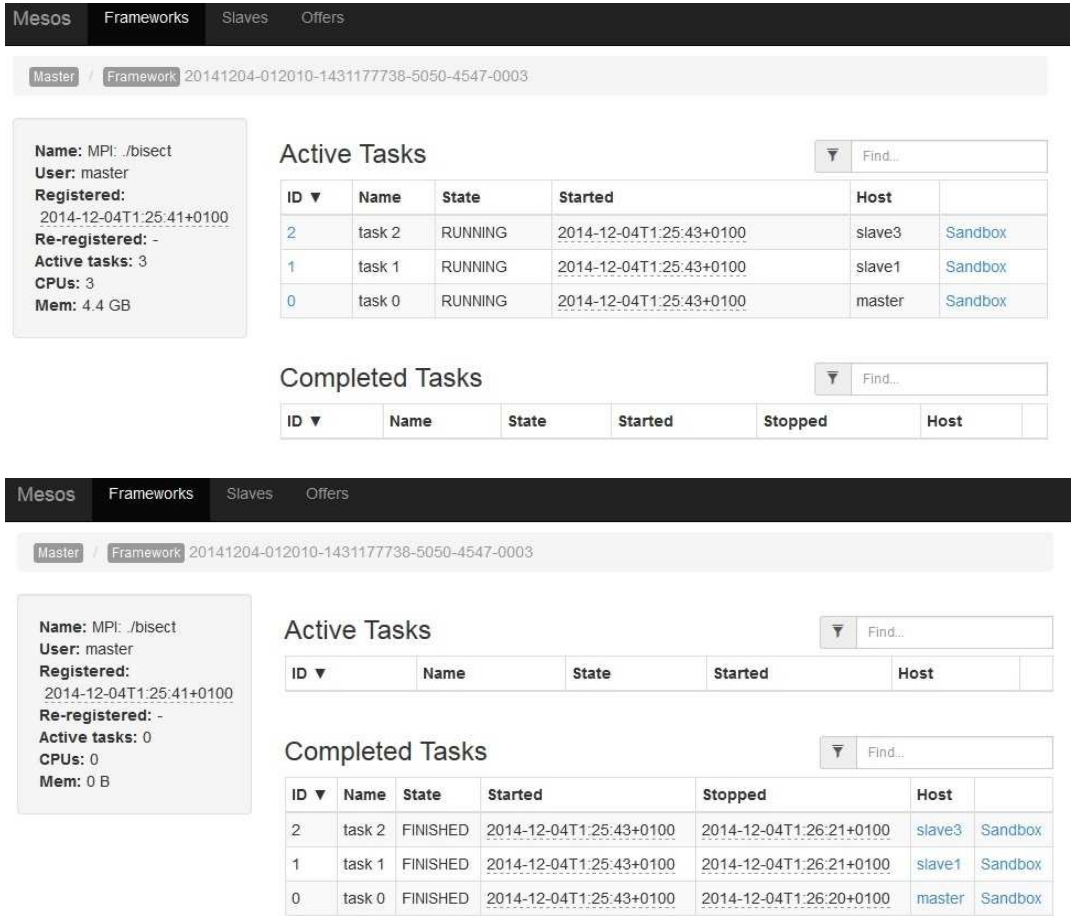 Mesos Frameworks Slaves Offers
Master / Framework 20141204-012010-1431177738-5050-4547-0003
Name: MPI: ./bisect
User: master
Registered:
2014-12-04T1:25:41+0100
Re-registered: -
Active tasks: 3
CPUs: 3
Mem: 4.4 GB
Active Tasks
Find...
ID ▼ Name State Started Host
2 task 2 RUNNING 2014-12-04T1:25:43+0100 slave3 Sandbox
1 task 1 RUNNING 2014-12-04T1:25:43+0100 slave1 Sandbox
0 task 0 RUNNING 2014-12-04T1:25:43+0100 master Sandbox
Completed Tasks
Find...
ID ▼ Name State Started Stopped Host
Mesos Frameworks Slaves Offers
Master / Framework 20141204-012010-1431177738-5050-4547-0003
Name: MPI: ./bisect
User: master
Registered:
2014-12-04T1:25:41+0100
Re-registered: -
Active tasks: 0
CPUs: 0
Mem: 0 B
Active Tasks
Find...
ID ▼ Name State Started Host
Completed Tasks
Find...
ID ▼ Name State Started Stopped Host
2 task 2 FINISHED 2014-12-04T1:25:43+0100 2014-12-04T1:26:21+0100 slave3 Sandbox
1 task 1 FINISHED 2014-12-04T1:25:43+0100 2014-12-04T1:26:21+0100 slave1 Sandbox
0 task 0 FINISHED 2014-12-04T1:25:43+0100 2014-12-04T1:26:20+0100 master Sandbox